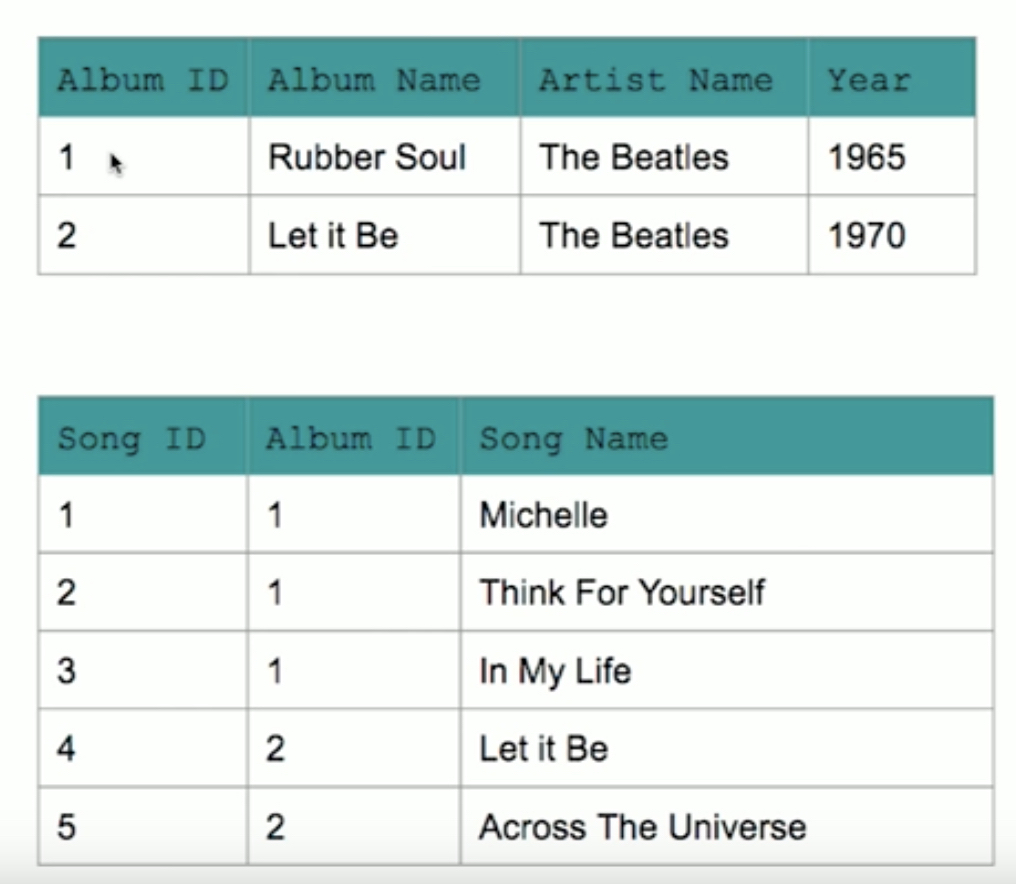 Album ID Album Name Artist Name Year
1 Rubber Soul The Beatles 1965
2 Let it Be The Beatles 1970
Song ID Album ID Song Name
1 1 Michelle
2 1 Think For Yourself
3 1 In My Life
4 2 Let it Be
5 2 Across The Universe